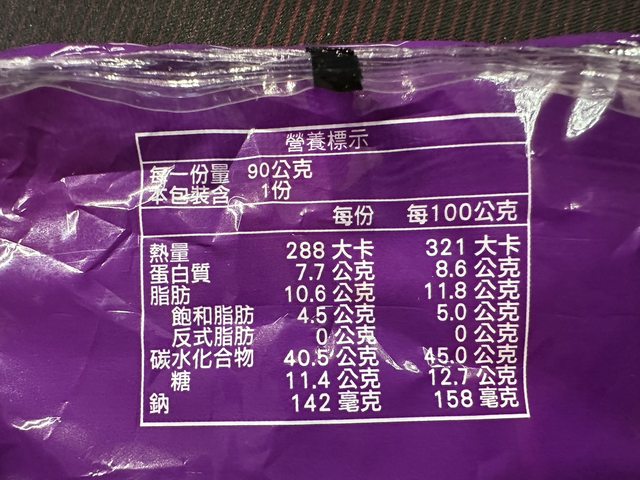 營養標示
每一份量 90公克
本包裝含 1份
每份 每100公克
熱量 288 大卡 321 大卡
蛋白質 7.7 公克 8.6 公克
脂肪 10.6 公克 11.8 公克
飽和脂肪 4.5 公克 5.0 公克
反式脂肪 0 公克 0 公克
碳水化合物 40.5 公克 45.0 公克
糖 11.4 公克 12.7 公克
鈉 142 毫克 158 毫克